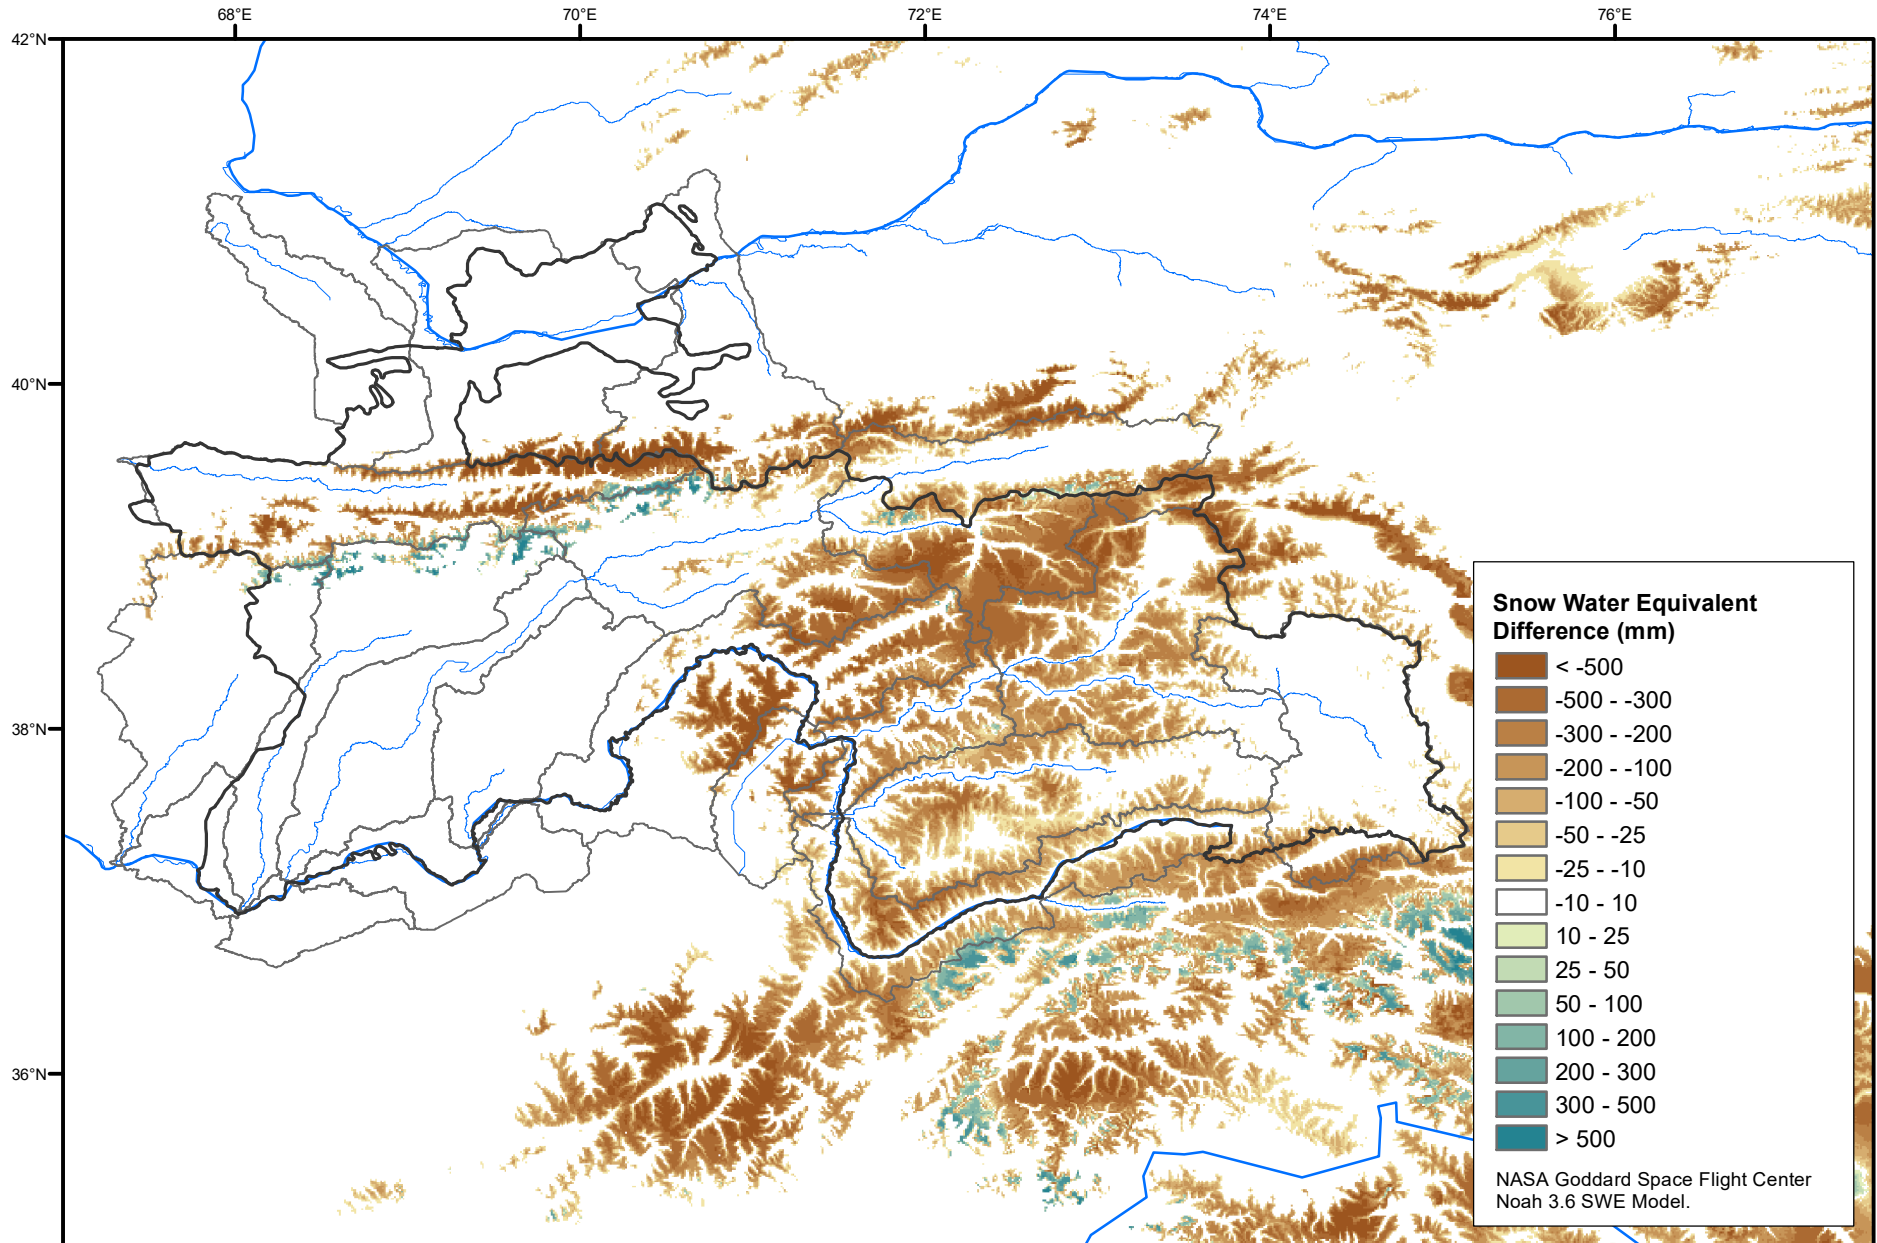 68°E
70°E
72°E
74°E
76°E
42°N
40°N
38°N
36°N
Snow Water Equivalent
Difference (mm)
< -500
-500 - -300
-300 - -200
-200 - -100
-100 - -50
-50 - -25
-25 - -10
-10 - 10
10 - 25
25 - 50
50 - 100
100 - 200
200 - 300
300 - 500
> 500
NASA Goddard Space Flight Center
Noah 3.6 SWE Model.